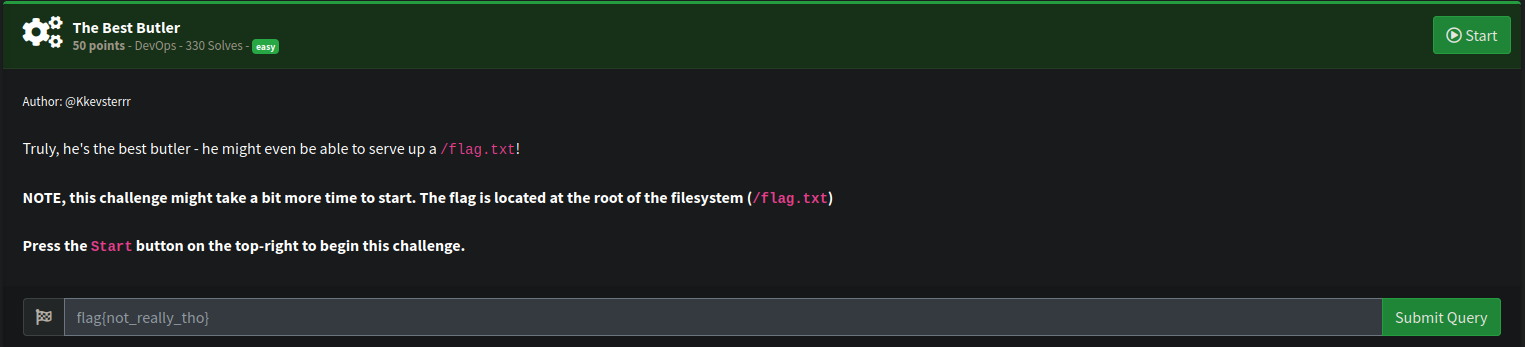 The Best Butler
50 points - DevOps - 330 Solves - easy
Start
Author: @Kkevsterrr
Truly, he's the best butler - he might even be able to serve up a /flag.txt!
NOTE, this challenge might take a bit more time to start. The flag is located at the root of the filesystem (/flag.txt)
Press the Start button on the top-right to begin this challenge.
flag{not_really_tho}
Submit Query